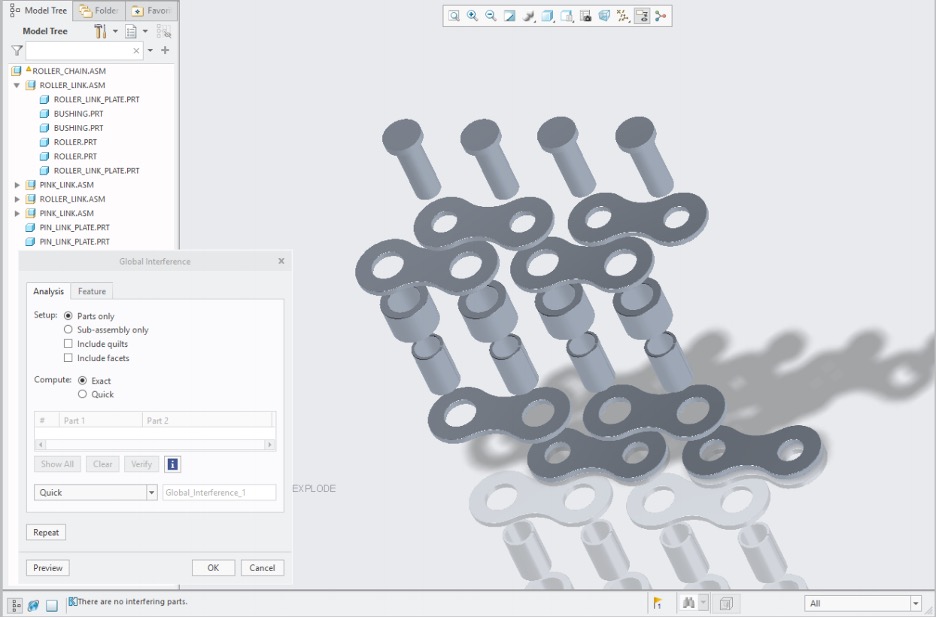 Model Tree Folder Favor
Model Tree
ROLLER_CHAIN.ASM
ROLLER_LINK.ASM
ROLLER_LINK_PLATE.PRT
BUSHING.PRT
BUSHING.PRT
ROLLER.PRT
ROLLER.PRT
ROLLER_LINK_PLATE.PRT
PINK_LINK.ASM
ROLLER_LINK.ASM
PINK_LINK.ASM
PIN_LINK_PLATE.PRT
PIN_LINK_PLATE.PRT
Global Interference x
Analysis Feature
Setup: Parts only
Sub-assembly only
Include quilts
Include facets
Compute: Exact
Quick
# Part 1 Part 2
Show All Clear Verify i
Quick Global_Interference_1
EXPLODE
Repeat
Preview OK Cancel
There are no interfering parts. 1 All